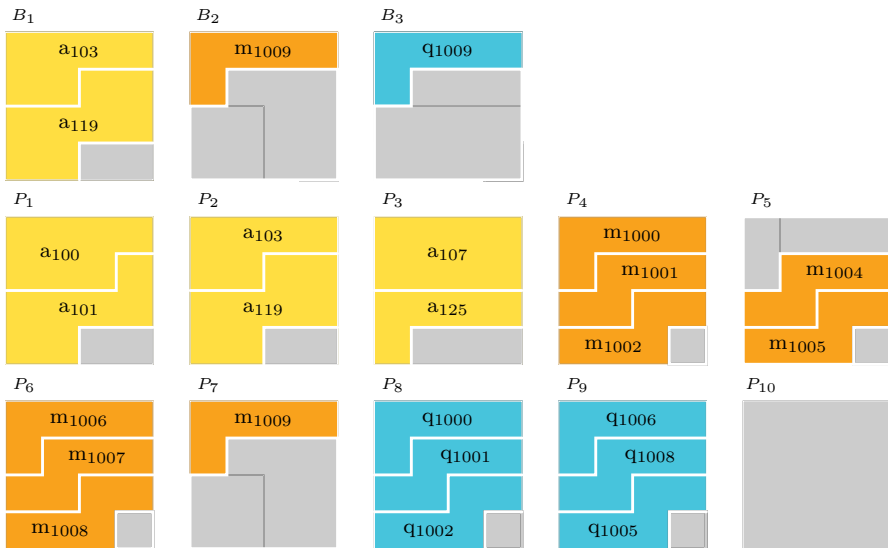 B₁ B₂ B₃
a₁₀₃ m₁₀₀₉ q₁₀₀₉
a₁₁₉
P₁ P₂ P₃ P₄ P₅
a₁₀₃ m₁₀₀₀
a₁₀₀ a₁₀₇
m₁₀₀₁ m₁₀₀₄
a₁₀₁ a₁₁₉ a₁₂₅
m₁₀₀₂ m₁₀₀₅
P₆ P₇ P₈ P₉ P₁₀
m₁₀₀₆ m₁₀₀₉ q₁₀₀₀ q₁₀₀₆
m₁₀₀₇ q₁₀₀₁ q₁₀₀₈
m₁₀₀₈ q₁₀₀₂ q₁₀₀₅